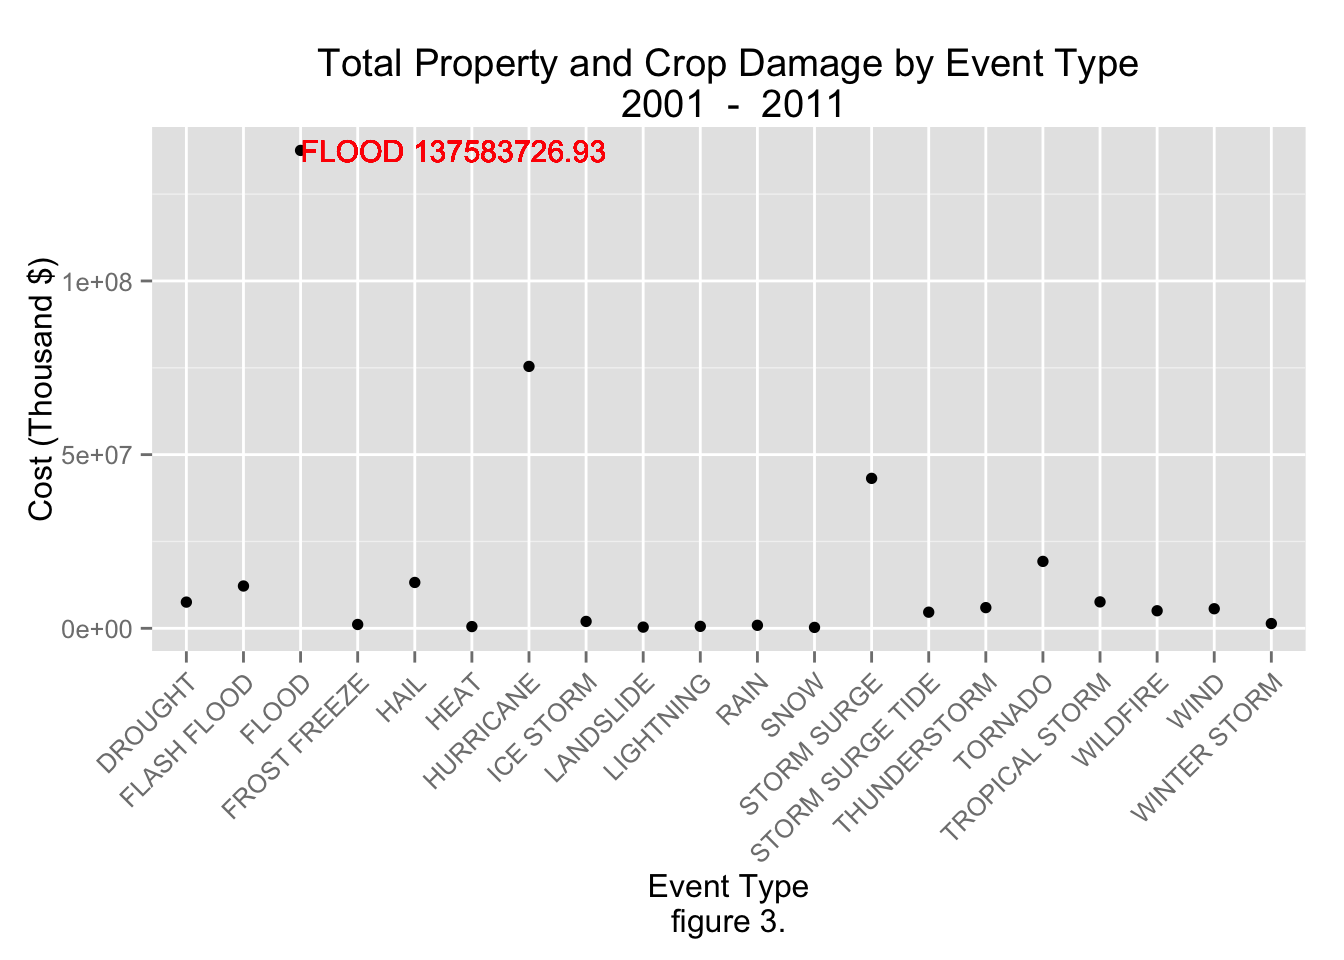 Total Property and Crop Damage by Event Type
2001 - 2011
FLOOD 137583726.93
Cost (Thousand $)
1e+08
5e+07
0e+00
DROUGHT
FLASH FLOOD
FLOOD
FROST FREEZE
HAIL
HEAT
HURRICANE
ICE STORM
LANDSLIDE
LIGHTNING
RAIN
SNOW
STORM SURGE
STORM SURGE TIDE
THUNDERSTORM
TORNADO
TROPICAL STORM
WILDFIRE
WIND
WINTER STORM
Event Type
figure 3.